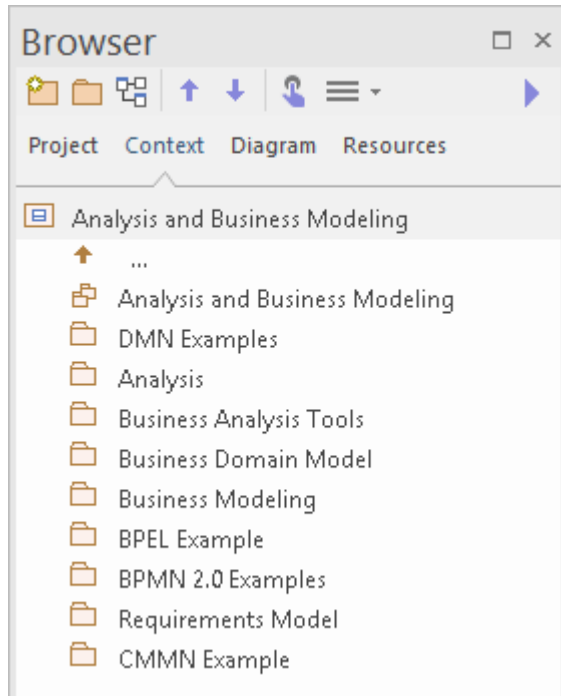 Browser
Project Context Diagram Resources
Analysis and Business Modeling
...
Analysis and Business Modeling
DMN Examples
Analysis
Business Analysis Tools
Business Domain Model
Business Modeling
BPEL Example
BPMN 2.0 Examples
Requirements Model
CMMN Example